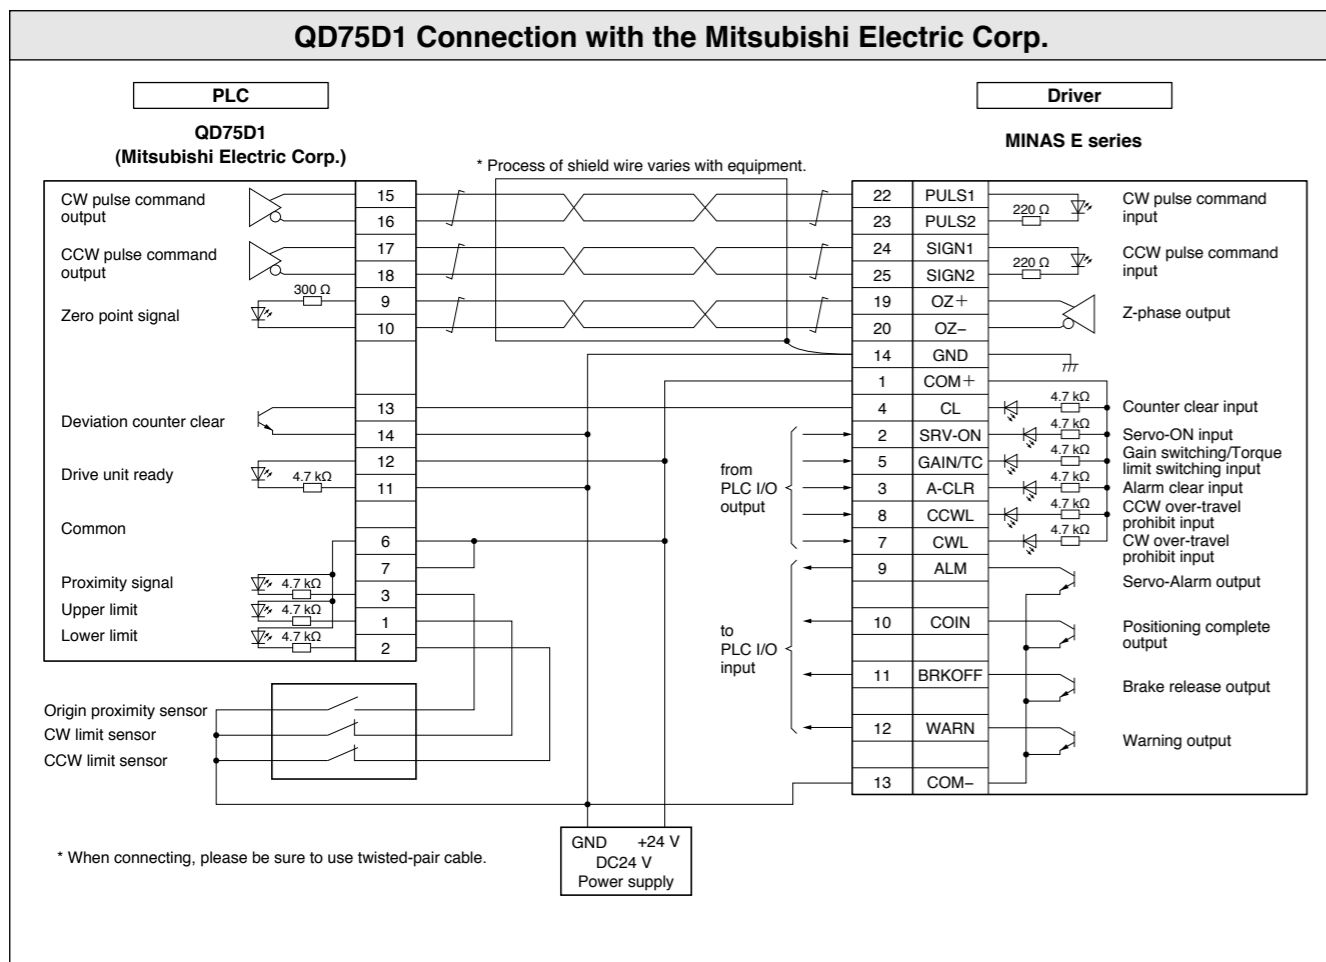 QD75D1 Connection with the Mitsubishi Electric Corp.
PLC
Driver
QD75D1
(Mitsubishi Electric Corp.)
MINAS E series
* Process of shield wire varies with equipment.
CW pulse command
output
15
16
CCW pulse command
output
17
18
300 Ω
Zero point signal
9
10
Deviation counter clear
13
14
Drive unit ready
4.7 kΩ
12
11
Common
6
7
Proximity signal
4.7 kΩ
3
Upper limit
4.7 kΩ
1
Lower limit
4.7 kΩ
2
Origin proximity sensor
CW limit sensor
CCW limit sensor
22 PULS1
23 PULS2
220 Ω
CW pulse command
input
24 SIGN1
25 SIGN2
220 Ω
CCW pulse command
input
19 OZ+
20 OZ−
Z-phase output
14 GND
1 COM+
4 CL 4.7 kΩ Counter clear input
2 SRV-ON 4.7 kΩ Servo-ON input
5 GAIN/TC 4.7 kΩ Gain switching/Torque
limit switching input
3 A-CLR 4.7 kΩ Alarm clear input
8 CCWL 4.7 kΩ CCW over-travel
prohibit input
7 CWL 4.7 kΩ CW over-travel
prohibit input
from
PLC I/O
output
9 ALM Servo-Alarm output
10 COIN Positioning complete
output
11 BRKOFF Brake release output
12 WARN Warning output
13 COM−
to
PLC I/O
input
GND +24 V
DC24 V
Power supply
* When connecting, please be sure to use twisted-pair cable.